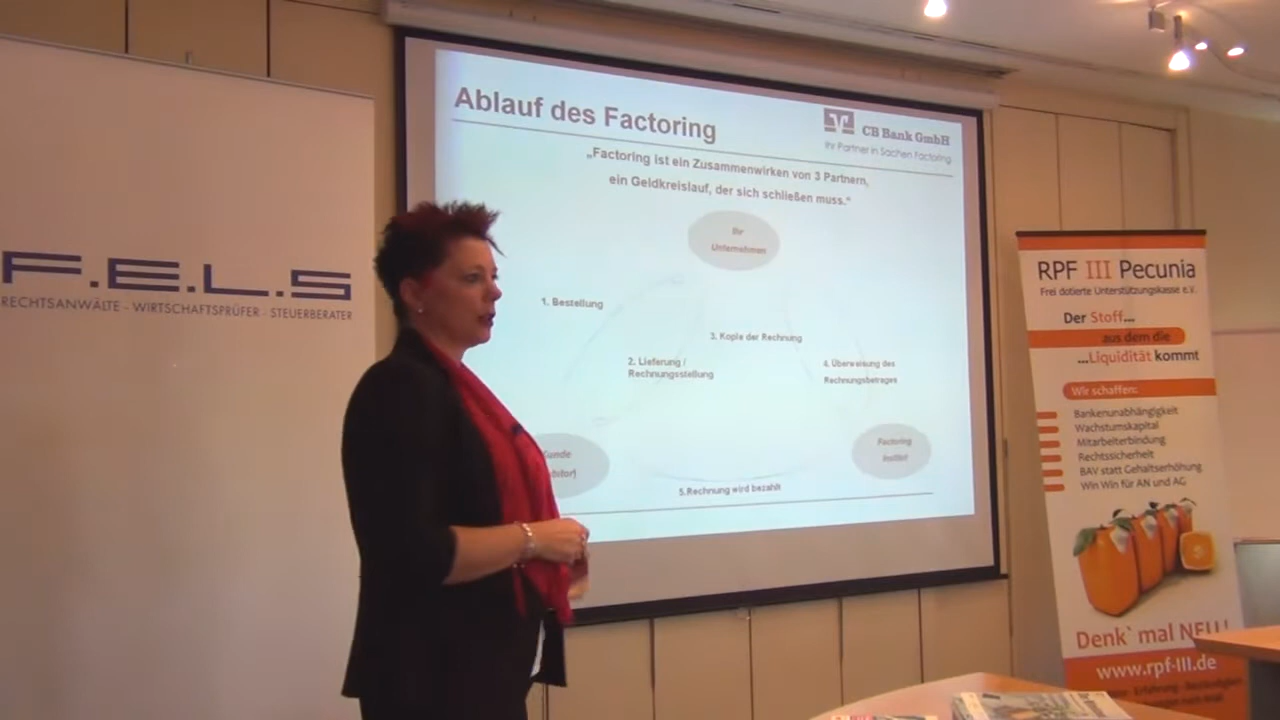 F.E.L.S
RECHTSANWÄLTE - WIRTSCHAFTSPRÜFER - STEUERBERATER
Ablauf des Factoring
CB Bank GmbH
Ihr Partner in Sachen Factoring
„Factoring ist ein Zusammenwirken von 3 Partnern,
ein Geldkreislauf, der sich schließen muss.“
Ihr
Unternehmen
1. Bestellung
3. Kopie der Rechnung
2. Lieferung /
Rechnungsstellung
4. Überweisung des
Rechnungsbetrages
Kunde
Factoring
Institut
5.Rechnung wird bezahlt
RPF III Pecunia
Frei dotierte Unterstützungskasse e.V.
Der Stoff...
aus dem die
...Liquidität kommt
Wir schaffen:
Bankenunabhängigkeit
Wachstumskapital
Mitarbeiterbindung
Rechtssicherheit
BAV statt Gehaltserhöhung
Win Win für AN und AG
Denk` mal NEU!
www.rpf-III.de